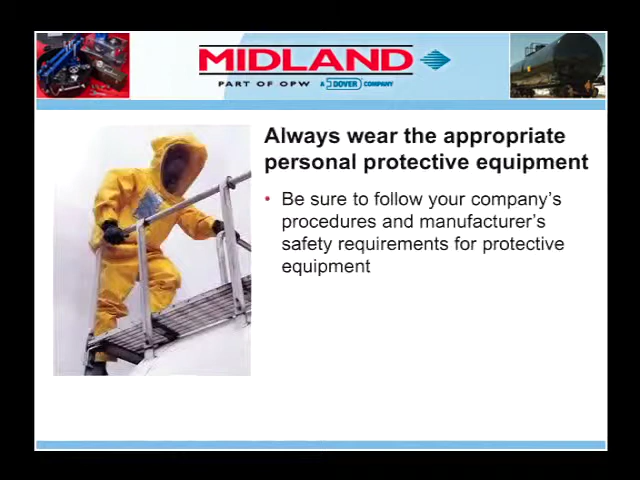 MIDLAND
PART OF OPW A DOVER COMPANY
Always wear the appropriate
personal protective equipment
• Be sure to follow your company's
procedures and manufacturer's
safety requirements for protective
equipment